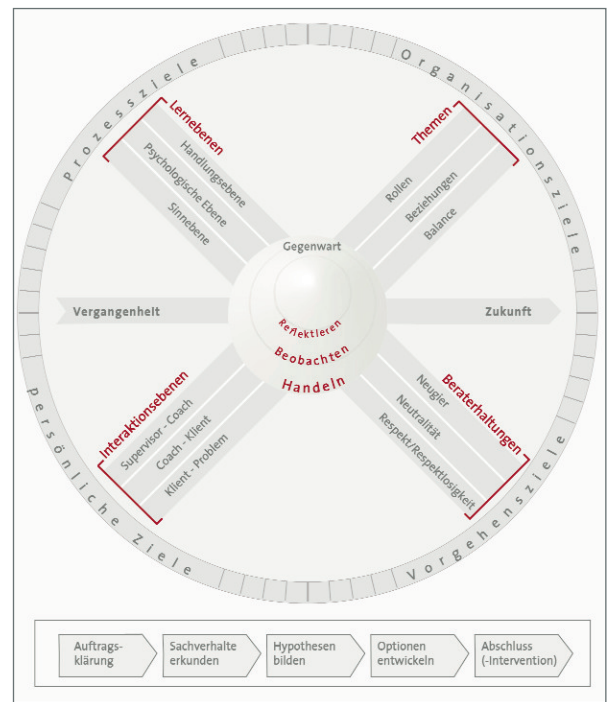 Prozessziele
Organisationsziele
Lernebenen
Handlungsebene
Psychologische Ebene
Sinnebene
Themen
Rollen
Beziehungen
Balance
Gegenwart
Vergangenheit
Zukunft
Reflektieren
Beobachten
Handeln
Interaktionsebenen
Supervisor - Coach
Coach - Klient
Klient - Problem
Beraterhaltungen
Neugier
Neutralität
Respekt/Respektlosigkeit
persönliche Ziele
Vorgehensziele
Auftrags-
klärung
Sachverhalte
erkunden
Hypothesen
bilden
Optionen
entwickeln
Abschluss
(-Intervention)